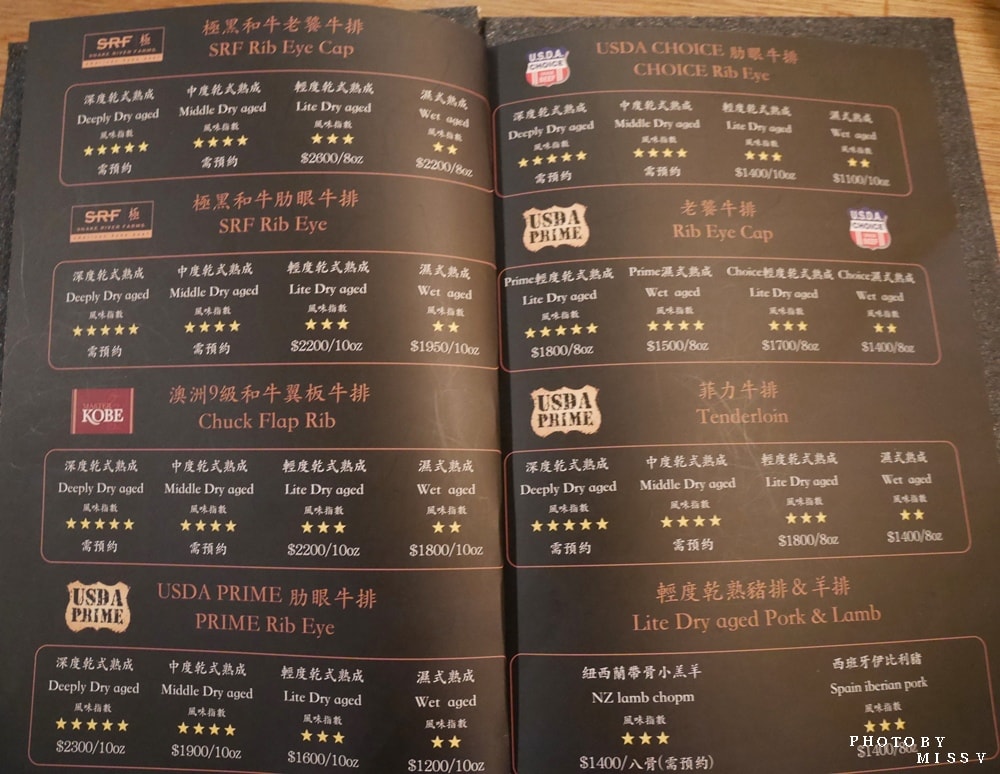 SRF 極
SNAKE RIVER FARMS
極黑和牛老饕牛排
SRF Rib Eye Cap
深度乾式熟成 中度乾式熟成 輕度乾式熟成 濕式熟成
Deeply Dry aged Middle Dry aged Lite Dry aged Wet aged
風味指數 風味指數 風味指數 風味指數
★★★★★ ★★★★ ★★★ ★★
需預約 需預約 $2600/8oz $2200/8oz
SRF 極
SNAKE RIVER FARMS
極黑和牛肋眼牛排
SRF Rib Eye
深度乾式熟成 中度乾式熟成 輕度乾式熟成 濕式熟成
Deeply Dry aged Middle Dry aged Lite Dry aged Wet aged
風味指數 風味指數 風味指數 風味指數
★★★★★ ★★★★ ★★★ ★★
需預約 需預約 $2200/10oz $1950/10oz
KOBE
澳洲9級和牛翼板牛排
Chuck Flap Rib
深度乾式熟成 中度乾式熟成 輕度乾式熟成 濕式熟成
Deeply Dry aged Middle Dry aged Lite Dry aged Wet aged
風味指數 風味指數 風味指數 風味指數
★★★★★ ★★★★ ★★★ ★★
需預約 需預約 $2200/10oz $1800/10oz
USDA
PRIME
USDA PRIME 肋眼牛排
PRIME Rib Eye
深度乾式熟成 中度乾式熟成 輕度乾式熟成 濕式熟成
Deeply Dry aged Middle Dry aged Lite Dry aged Wet aged
風味指數 風味指數 風味指數 風味指數
★★★★★ ★★★★ ★★★ ★★
$2300/10oz $1900/10oz $1600/10oz $1200/10oz
U.S.D.A.
CHOICE
USDA CHOICE 肋眼牛排
CHOICE Rib Eye
深度乾式熟成 中度乾式熟成 輕度乾式熟成 濕式熟成
Deeply Dry aged Middle Dry aged Lite Dry aged Wet aged
風味指數 風味指數 風味指數 風味指數
★★★★★ ★★★★ ★★★ ★★
需預約 需預約 $1400/10oz $1100/10oz
USDA
PRIME
老饕牛排
Rib Eye Cap
U.S.D.A.
CHOICE
Prime輕度乾式熟成 Prime濕式熟成 Choice輕度乾式熟成 Choice濕式熟成
Lite Dry aged Wet aged Lite Dry aged Wet aged
風味指數 風味指數 風味指數 風味指數
★★★★★ ★★★★ ★★★ ★★
$1800/8oz $1500/8oz $1700/8oz $1400/8oz
USDA
PRIME
菲力牛排
Tenderloin
深度乾式熟成 中度乾式熟成 輕度乾式熟成 濕式熟成
Deeply Dry aged Middle Dry aged Lite Dry aged Wet aged
風味指數 風味指數 風味指數 風味指數
★★★★★ ★★★★ ★★★ ★★
需預約 需預約 $1800/8oz $1400/8oz
輕度乾熟豬排&羊排
Lite Dry aged Pork & Lamb
紐西蘭帶骨小羔羊 西班牙伊比利豬
NZ lamb chopm Spain iberian pork
風味指數 風味指數
★★★ ★★★
$1400/八骨(需預約)
PHOTO BY
MISS V